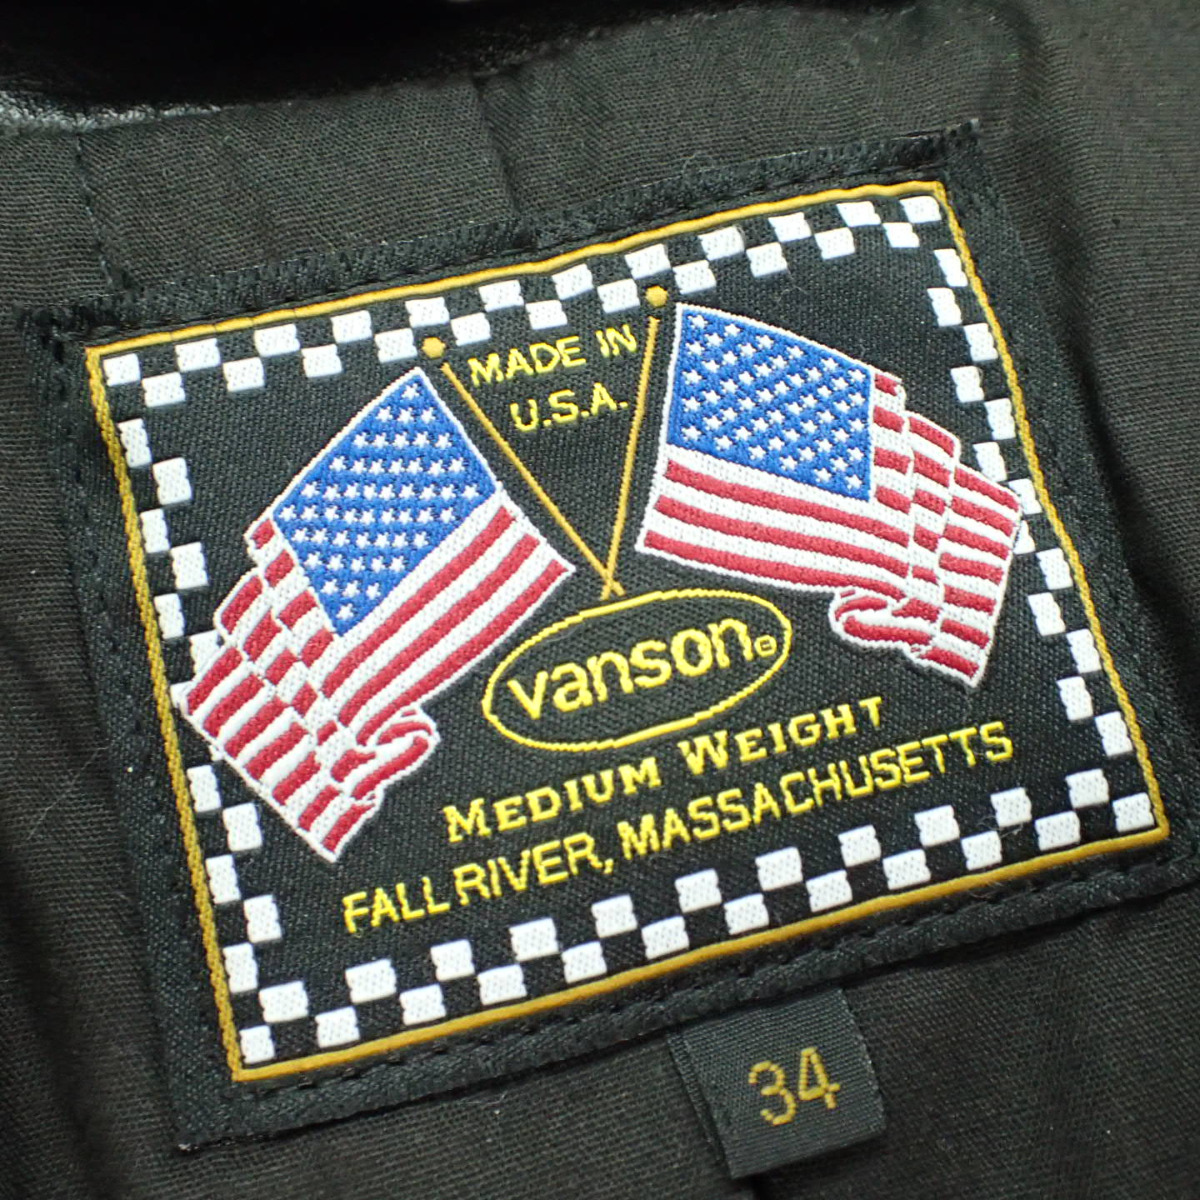 MADE IN
U.S.A.
vanson®
MEDIUM WEIGHT
FALL RIVER, MASSACHUSETTS
34